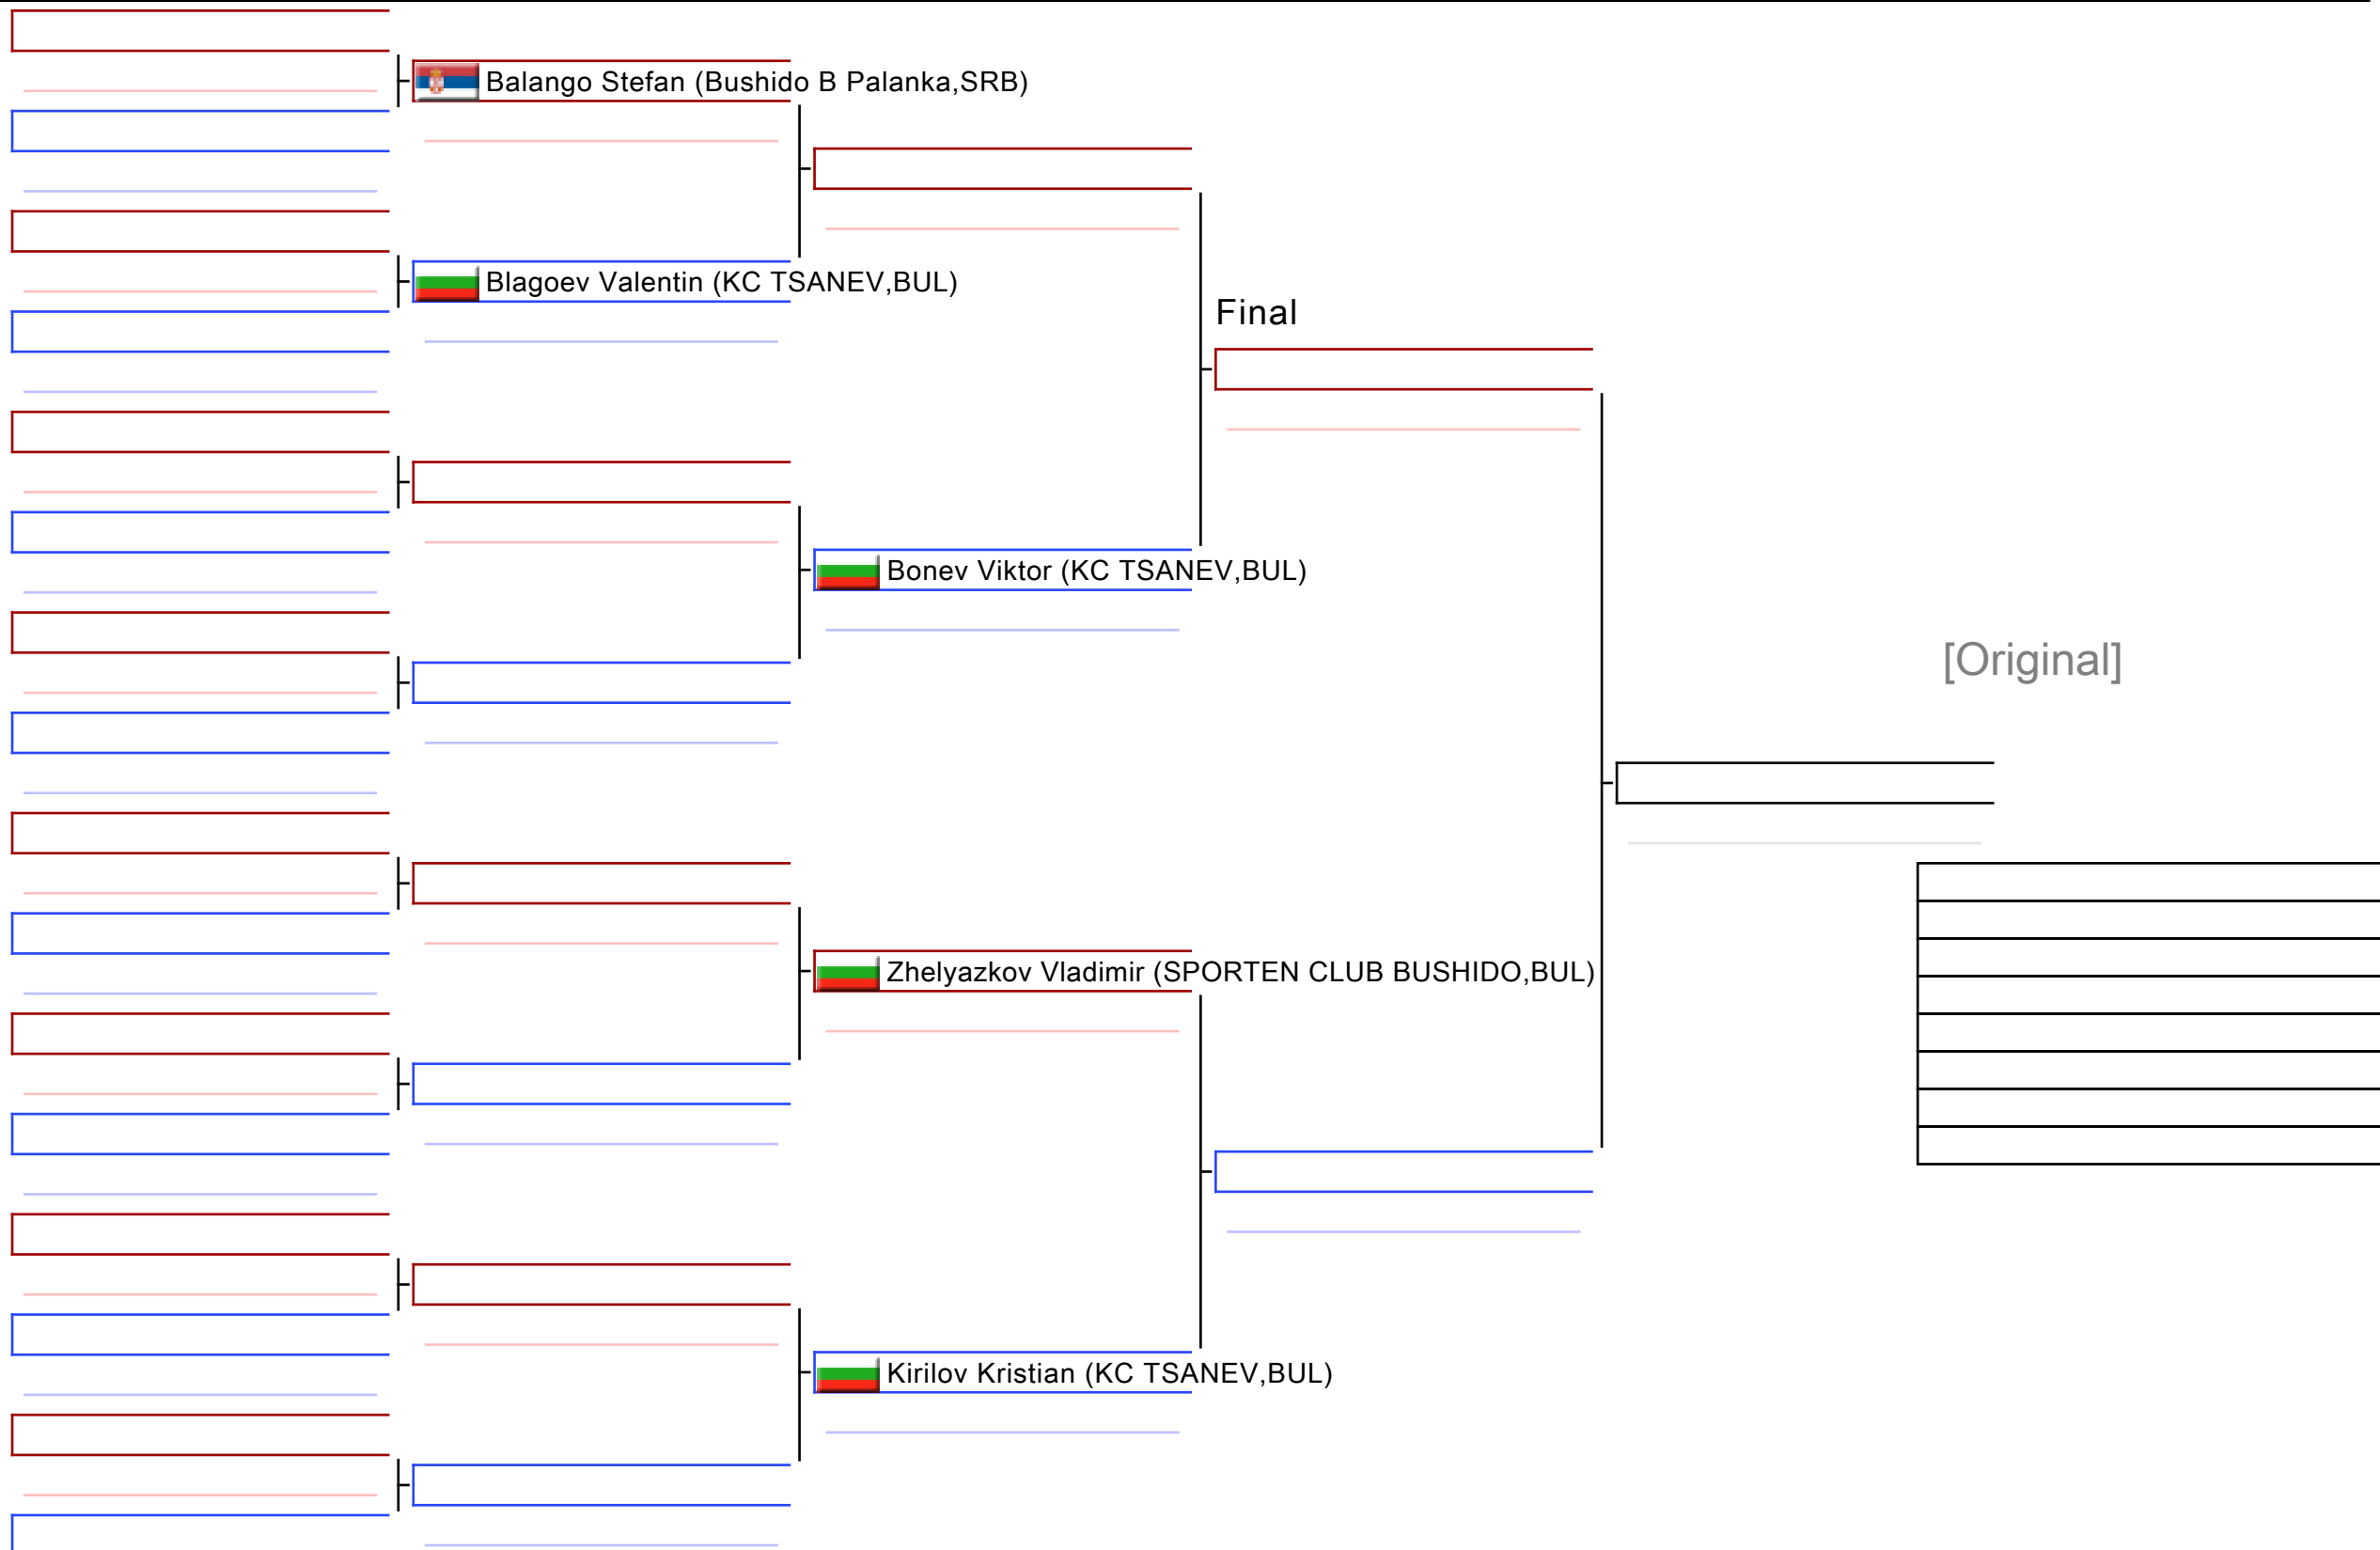 Balango Stefan (Bushido B Palanka,SRB)
Blagoev Valentin (KC TSANEV,BUL)
Final
Bonev Viktor (KC TSANEV,BUL)
[Original]
Zhelyazkov Vladimir (SPORTEN CLUB BUSHIDO,BUL)
Kirilov Kristian (KC TSANEV,BUL)